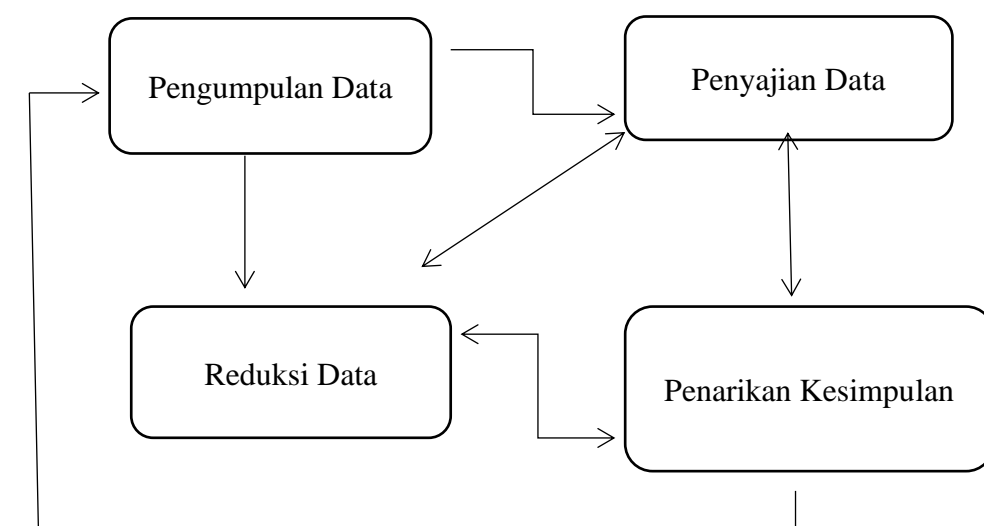 Pengumpulan Data
Penyajian Data
Reduksi Data
Penarikan Kesimpulan